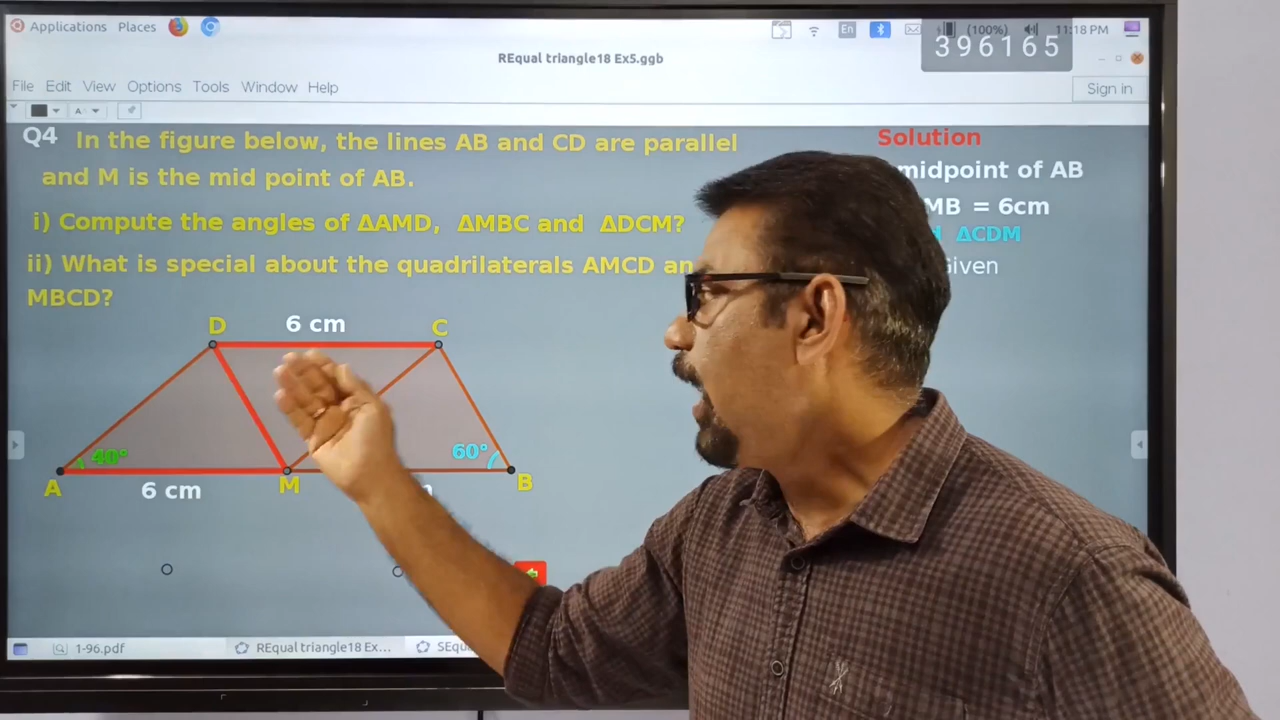 Applications Places En (100%) 11:18 PM
396165
REqual triangle18 Ex5.ggb
File Edit View Options Tools Window Help
Sign in
A
Q4 In the figure below, the lines AB and CD are parallel
and M is the mid point of AB.
i) Compute the angles of ΔAMD, ΔMBC and ΔDCM?
ii) What is special about the quadrilaterals AMCD an
MBCD?
D 6 cm C
40° 60°
A 6 cm M B
Solution
midpoint of AB
MB = 6cm
ΔCDM
Given
1-96.pdf REqual triangle18 Ex... SEqu